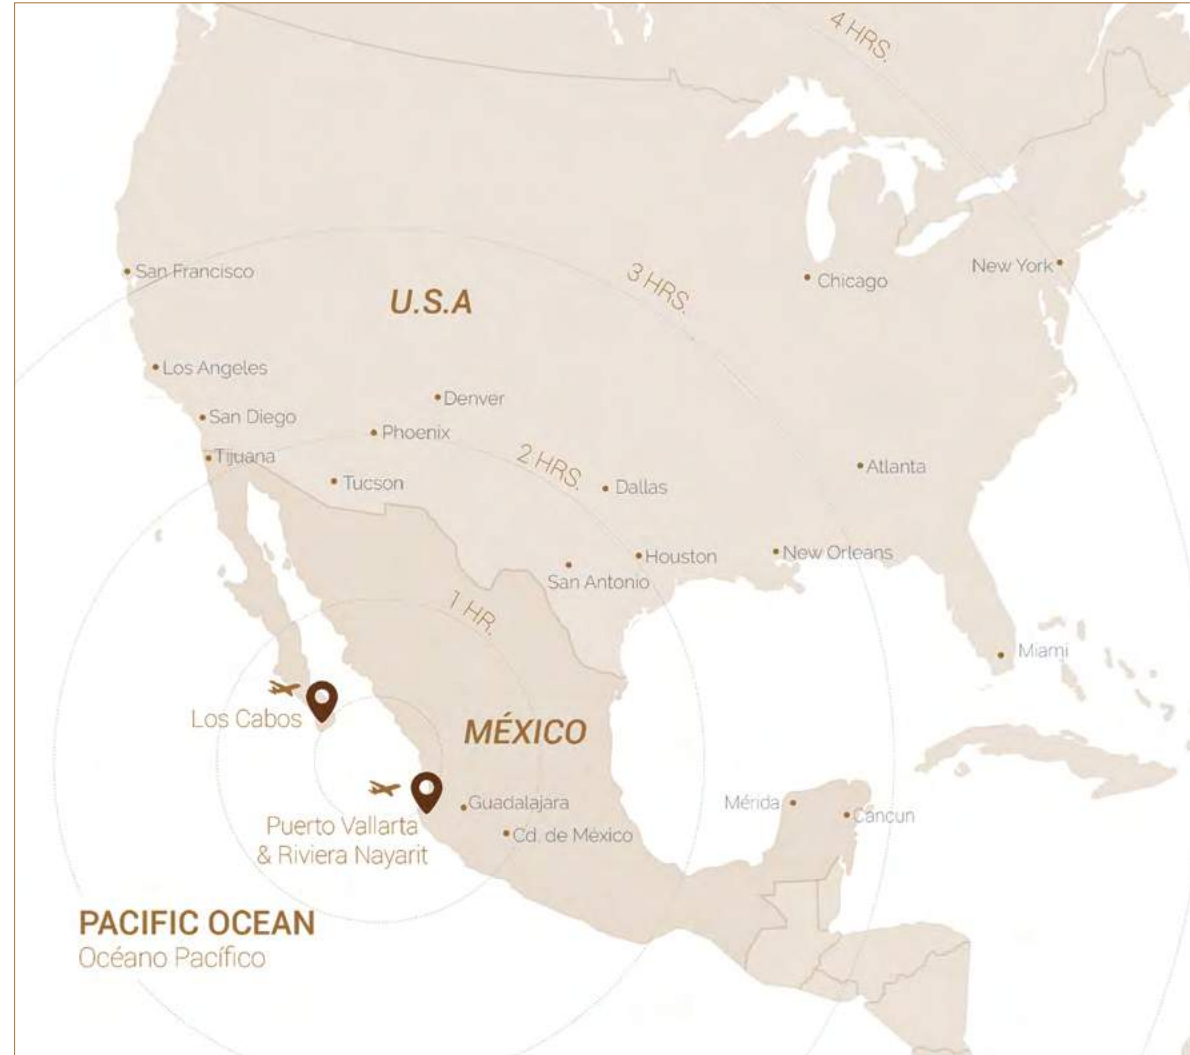 4 HRS.
San Francisco
U.S.A
3 HRS.
Chicago
New York
Los Angeles
Denver
San Diego
Phoenix
Tijuana
Tucson
2 HRS.
Dallas
Atlanta
Houston
New Orleans
San Antonio
1 HR.
Miami
Los Cabos
MÉXICO
Puerto Vallarta
& Riviera Nayarit
Guadalajara
Cd. de México
Mérida
Cáncun
PACIFIC OCEAN
Océano Pacífico